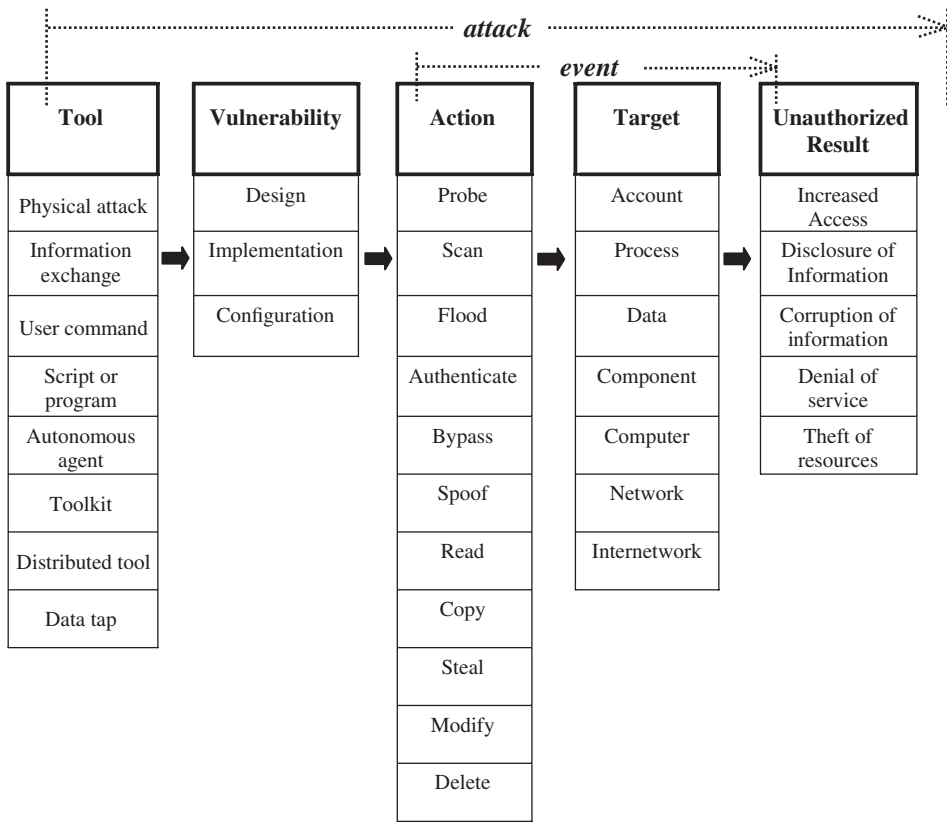 attack
event
Tool
Vulnerability
Action
Target
Unauthorized
Result
Physical attack
Information
exchange
User command
Script or
program
Autonomous
agent
Toolkit
Distributed tool
Data tap
Design
Implementation
Configuration
Probe
Scan
Flood
Authenticate
Bypass
Spoof
Read
Copy
Steal
Modify
Delete
Account
Process
Data
Component
Computer
Network
Internetwork
Increased
Access
Disclosure of
Information
Corruption of
information
Denial of
service
Theft of
resources